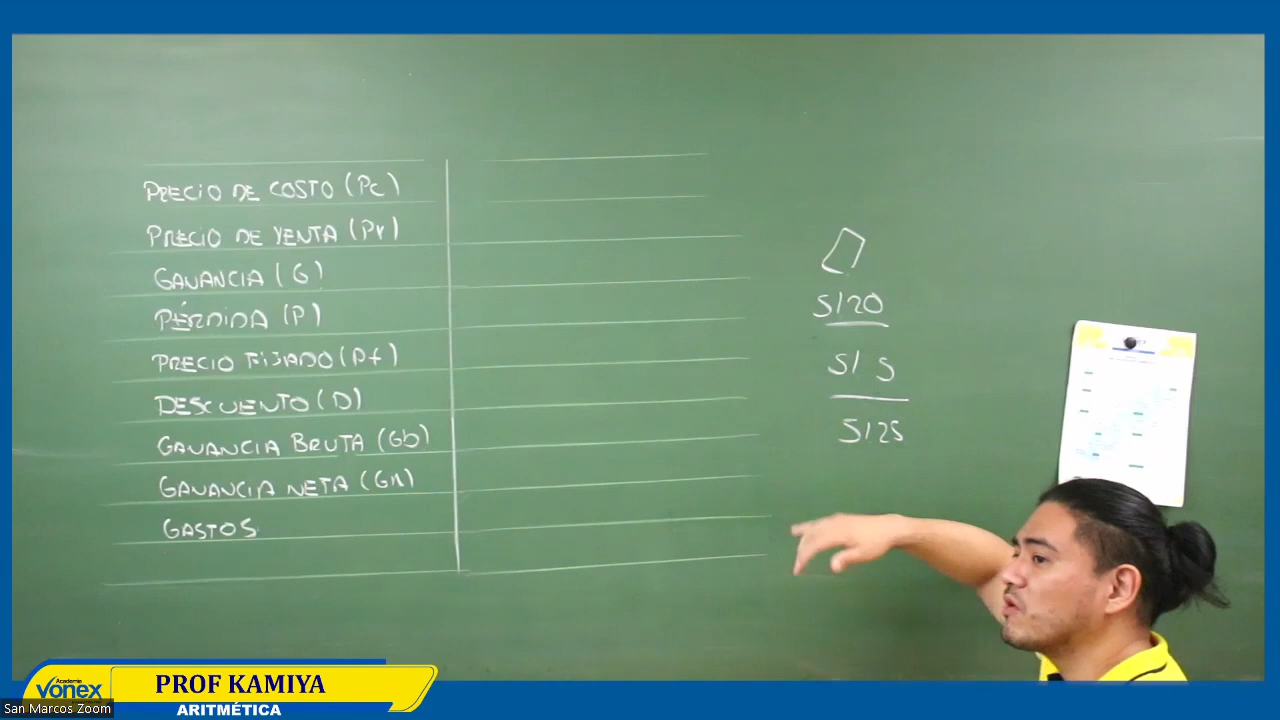 PRECIO DE COSTO (Pc)
PRECIO DE VENTA (Pv)
GANANCIA (G)
PÉRDIDA (P)
PRECIO FIJADO (Pf)
DESCUENTO (D)
GANANCIA BRUTA (Gb)
GANANCIA NETA (GN)
GASTOS
S/20
S/ 5
S/25
Academia
VONEX
PROF KAMIYA
ARITMÉTICA
San Marcos Zoom